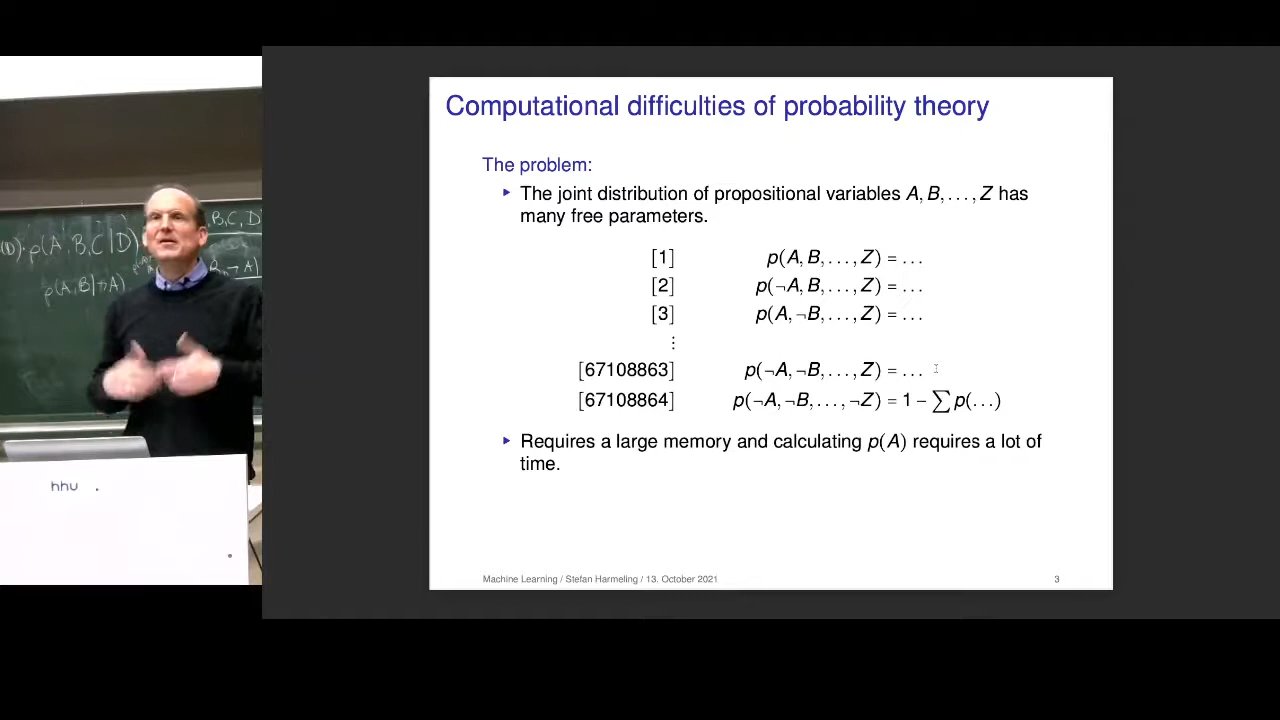 Computational difficulties of probability theory
The problem:
▸ The joint distribution of propositional variables A, B, . . . , Z has
many free parameters.
[1] p(A, B, . . . , Z) = . . .
[2] p(¬A, B, . . . , Z) = . . .
[3] p(A, ¬B, . . . , Z) = . . .
⋮
[67108863] p(¬A, ¬B, . . . , Z) = . . .
[67108864] p(¬A, ¬B, . . . , ¬Z) = 1 − ∑ p(. . .)
▸ Requires a large memory and calculating p(A) requires a lot of
time.
Machine Learning / Stefan Harmeling / 13. October 2021 3
p(A, B, C | D)
B, C, D
hhu .